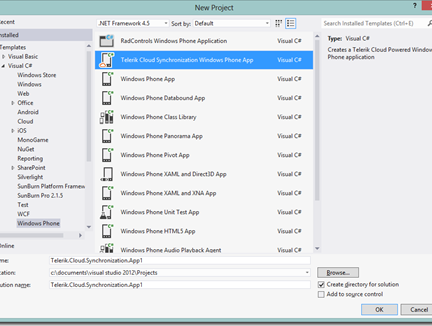 New Project
Recent
.NET Framework 4.5
Sort by:
Default
Search Installed Templates (Ctrl+E)
Installed
Templates
Visual Basic
Visual C#
Windows Store
Windows
Web
Office
Android
Cloud
iOS
MonoGame
NuGet
Reporting
SharePoint
Silverlight
SunBurn Platform Framew
SunBurn Pro 2.1.5
Test
WCF
Windows Phone
Online
RadControls Windows Phone Application Visual C#
Telerik Cloud Synchronization Windows Phone App Visual C#
Windows Phone App Visual C#
Windows Phone Databound App Visual C#
Windows Phone Class Library Visual C#
Windows Phone Panorama App Visual C#
Windows Phone Pivot App Visual C#
Windows Phone XAML and Direct3D App Visual C#
Windows Phone XAML and XNA App Visual C#
Windows Phone Unit Test App Visual C#
Windows Phone HTML5 App Visual C#
Windows Phone Audio Playback Agent Visual C#
Type: Visual C#
Creates a Telerik Cloud Powered Window
Phone application
me: Telerik.Cloud.Synchronization.App1
cation: c:\documents\visual studio 2012\Projects
Browse...
ution name: Telerik.Cloud.Synchronization.App1
Create directory for solution
Add to source control
OK
Cancel